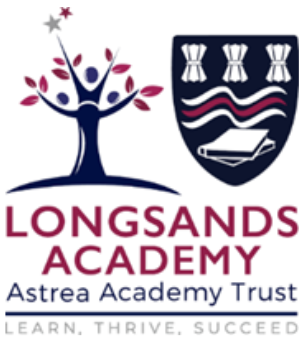 LONGSANDS
ACADEMY
Astrea Academy Trust
LEARN, THRIVE, SUCCEED